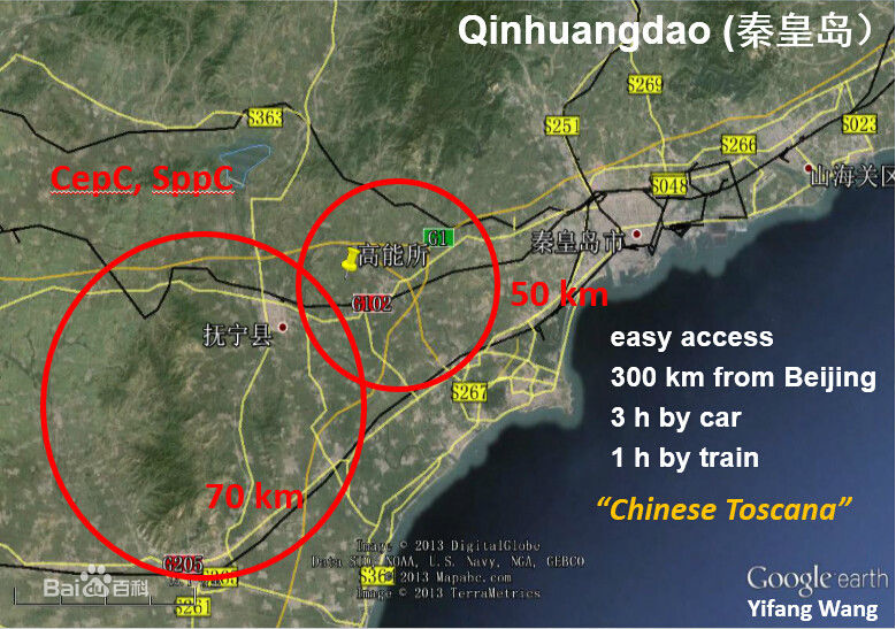 Qinhuangdao (秦皇岛）
S269
S363
S251
S023
S266
CepC, SppC
S048
山海关区
G1
秦皇岛市
高能所
50 km
G102
抚宁县
easy access
300 km from Beijing
S267
3 h by car
1 h by train
70 km
“Chinese Toscana”
Image © 2013 DigitalGlobe
G205
Data SIO, NOAA, U.S. Navy, NGA, GEBCO
© 2013 Mapabc.com
Google earth
Bai百科
Image © 2013 TerraMetrics
S261
Yifang Wang